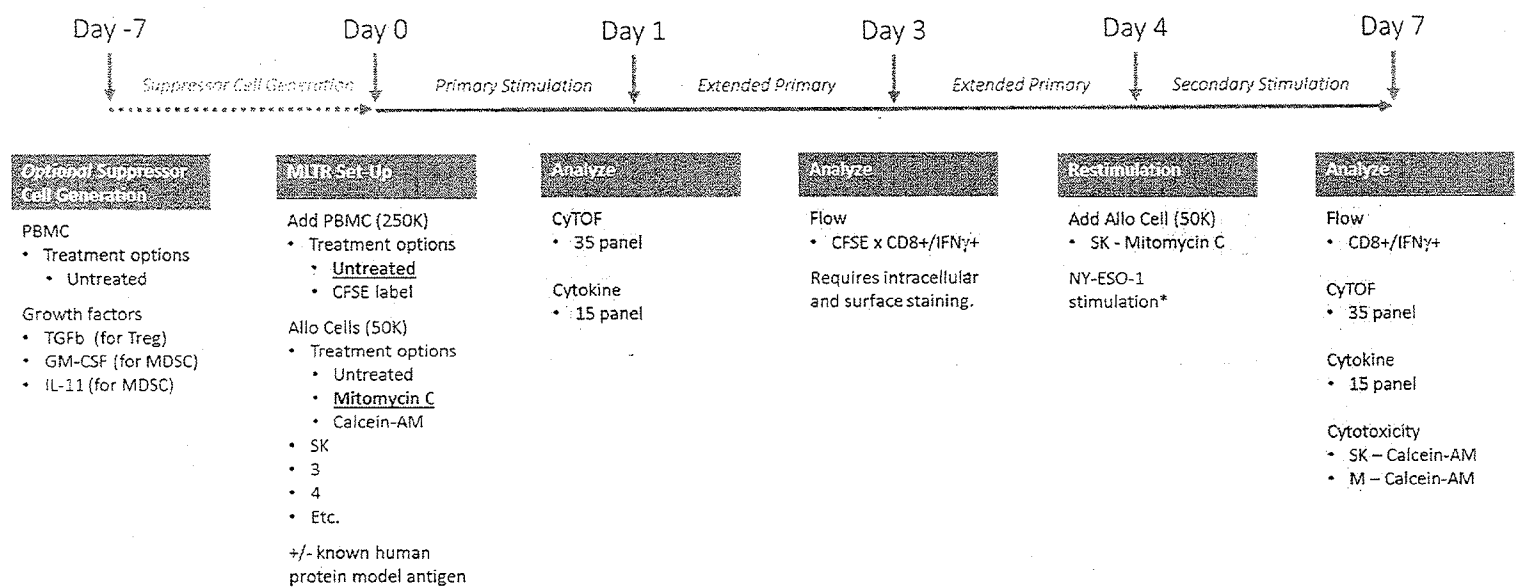 Day -7
Day 0
Day 1
Day 3
Day 4
Day 7
Suppressor Cell Generation
Primary Stimulation
Extended Primary
Extended Primary
Secondary Stimulation
Optional Suppressor
Cell Generation
PBMC
• Treatment options
• Untreated
Growth factors
• TGFb (for Treg)
• GM-CSF (for MDSC)
• IL-11 (for MDSC)
MLTR Set-Up
Add PBMC (250K)
• Treatment options
• Untreated
• CFSE label
Allo Cells (50K)
• Treatment options
• Untreated
• Mitomycin C
• Calcein-AM
• SK
• 3
• 4
• Etc.
+/- known human
protein model antigen
Analyze
CyTOF
• 35 panel
Cytokine
• 15 panel
Analyze
Flow
• CFSE x CD8+/IFNγ+
Requires intracellular
and surface staining.
Restimulation
Add Allo Cell (50K)
• SK - Mitomycin C
NY-ESO-1
stimulation*
Analyze
Flow
• CD8+/IFNγ+
CyTOF
• 35 panel
Cytokine
• 15 panel
Cytotoxicity
• SK – Calcein-AM
• M – Calcein-AM